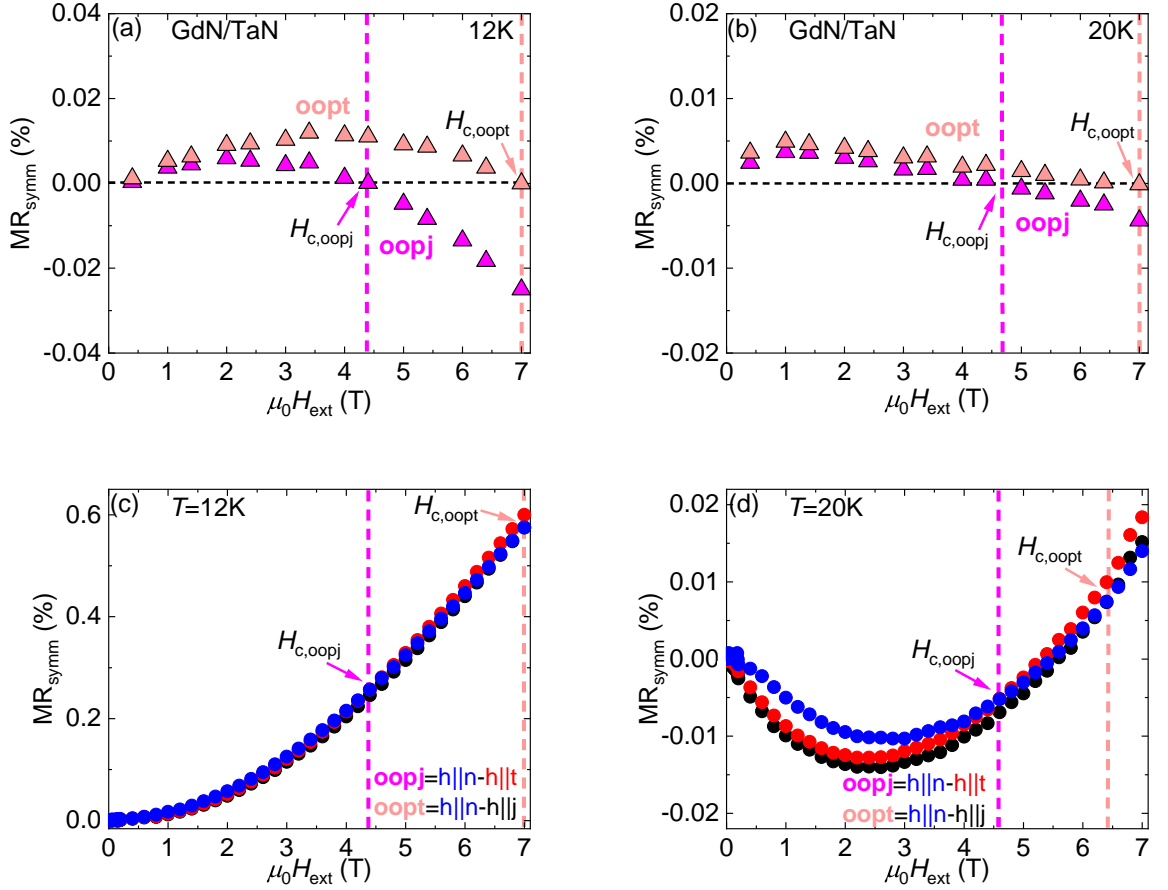 (a) GdN/TaN 12K
0.04
0.02
0.00
-0.02
-0.04
MR_symm (%)
oopt
H_c,oopt
H_c,oopj
oopj
0 1 2 3 4 5 6 7
μ₀H_ext (T)
(b) GdN/TaN 20K
0.02
0.01
0.00
-0.01
-0.02
MR_symm (%)
oopt
H_c,oopt
H_c,oopj
oopj
0 1 2 3 4 5 6 7
μ₀H_ext (T)
(c) T=12K
0.6
0.4
0.2
0.0
MR_symm (%)
H_c,oopt
H_c,oopj
oopj=h||n-h||t
oopt=h||n-h||j
0 1 2 3 4 5 6 7
μ₀H_ext (T)
(d) T=20K
0.02
0.01
0.00
-0.01
-0.02
MR_symm (%)
H_c,oopt
H_c,oopj
oopj=h||n-h||t
oopt=h||n-h||j
0 1 2 3 4 5 6 7
μ₀H_ext (T)